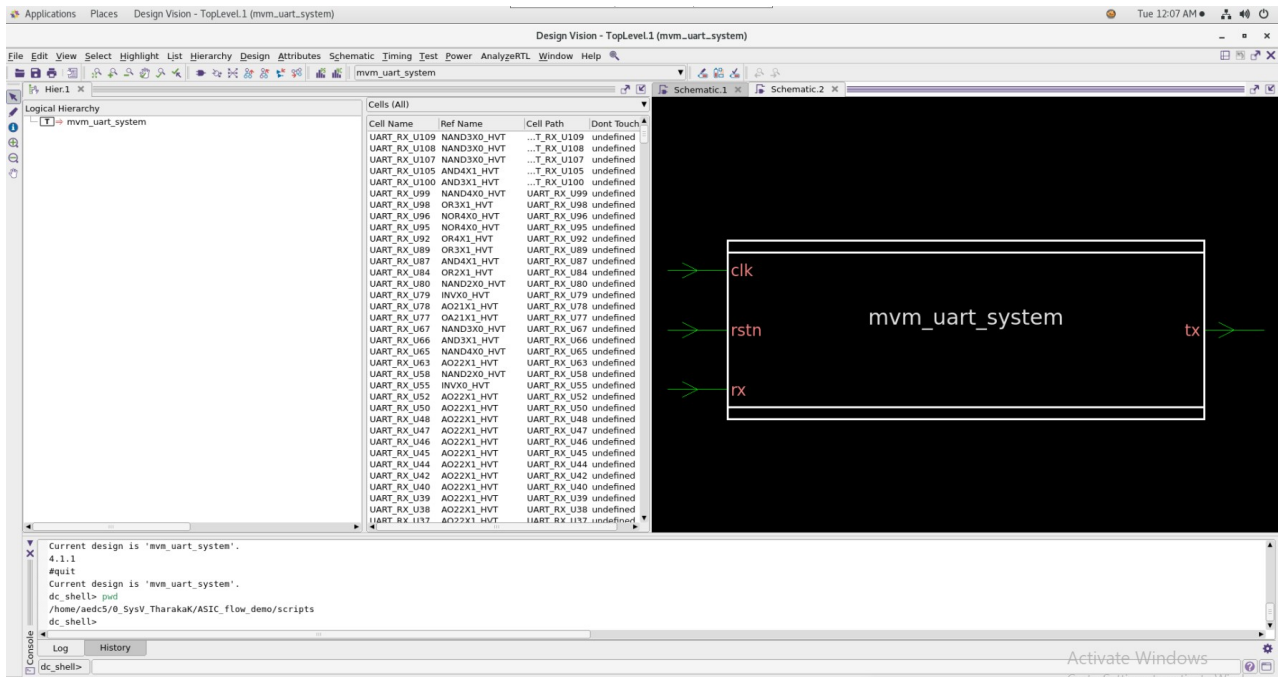 Applications Places Design Vision - TopLevel.1 (mvm_uart_system) Tue 12:07 AM
Design Vision - TopLevel.1 (mvm_uart_system)
File Edit View Select Highlight List Hierarchy Design Attributes Schematic Timing Test Power AnalyzeRTL Window Help
mvm_uart_system
Hier.1 Schematic.1 Schematic.2
Logical Hierarchy
mvm_uart_system
Cells (All)
Cell Name Ref Name Cell Path Dont Touch
UART_RX_U109 NAND3X0_HVT ...T_RX_U109 undefined
UART_RX_U108 NAND3X0_HVT ...T_RX_U108 undefined
UART_RX_U107 NAND3X0_HVT ...T_RX_U107 undefined
UART_RX_U105 AND4X1_HVT ...T_RX_U105 undefined
UART_RX_U100 AND3X1_HVT ...T_RX_U100 undefined
UART_RX_U99 NAND4X0_HVT UART_RX_U99 undefined
UART_RX_U98 OR3X1_HVT UART_RX_U98 undefined
UART_RX_U96 NOR4X0_HVT UART_RX_U96 undefined
UART_RX_U95 NOR4X0_HVT UART_RX_U95 undefined
UART_RX_U92 OR4X1_HVT UART_RX_U92 undefined
UART_RX_U89 OR3X1_HVT UART_RX_U89 undefined
UART_RX_U87 AND4X1_HVT UART_RX_U87 undefined
UART_RX_U84 OR2X1_HVT UART_RX_U84 undefined
UART_RX_U80 NAND2X0_HVT UART_RX_U80 undefined
UART_RX_U79 INVX0_HVT UART_RX_U79 undefined
UART_RX_U78 AO21X1_HVT UART_RX_U78 undefined
UART_RX_U77 OA21X1_HVT UART_RX_U77 undefined
UART_RX_U67 NAND3X0_HVT UART_RX_U67 undefined
UART_RX_U66 AND3X1_HVT UART_RX_U66 undefined
UART_RX_U65 NAND4X0_HVT UART_RX_U65 undefined
UART_RX_U63 AO22X1_HVT UART_RX_U63 undefined
UART_RX_U58 NAND2X0_HVT UART_RX_U58 undefined
UART_RX_U55 INVX0_HVT UART_RX_U55 undefined
UART_RX_U52 AO22X1_HVT UART_RX_U52 undefined
UART_RX_U50 AO22X1_HVT UART_RX_U50 undefined
UART_RX_U48 AO22X1_HVT UART_RX_U48 undefined
UART_RX_U47 AO22X1_HVT UART_RX_U47 undefined
UART_RX_U46 AO22X1_HVT UART_RX_U46 undefined
UART_RX_U45 AO22X1_HVT UART_RX_U45 undefined
UART_RX_U44 AO22X1_HVT UART_RX_U44 undefined
UART_RX_U42 AO22X1_HVT UART_RX_U42 undefined
UART_RX_U40 AO22X1_HVT UART_RX_U40 undefined
UART_RX_U39 AO22X1_HVT UART_RX_U39 undefined
UART_RX_U38 AO22X1_HVT UART_RX_U38 undefined
UART_RX_U37 AO22X1_HVT UART_RX_U37 undefined
clk
mvm_uart_system
rstn tx
rx
Current design is 'mvm_uart_system'.
4.1.1
#quit
Current design is 'mvm_uart_system'.
dc_shell> pwd
/home/aedc5/0_SysV_TharakaK/ASIC_flow_demo/scripts
dc_shell>
Console
Log History
dc_shell>
Activate Windows